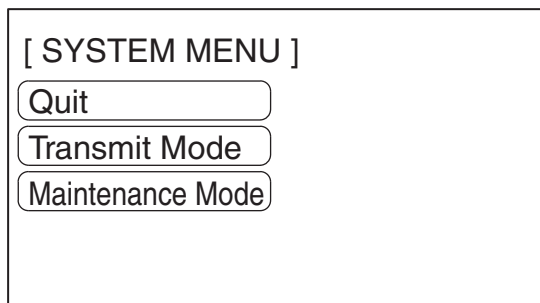 [ SYSTEM MENU ]
Quit
Transmit Mode
Maintenance Mode